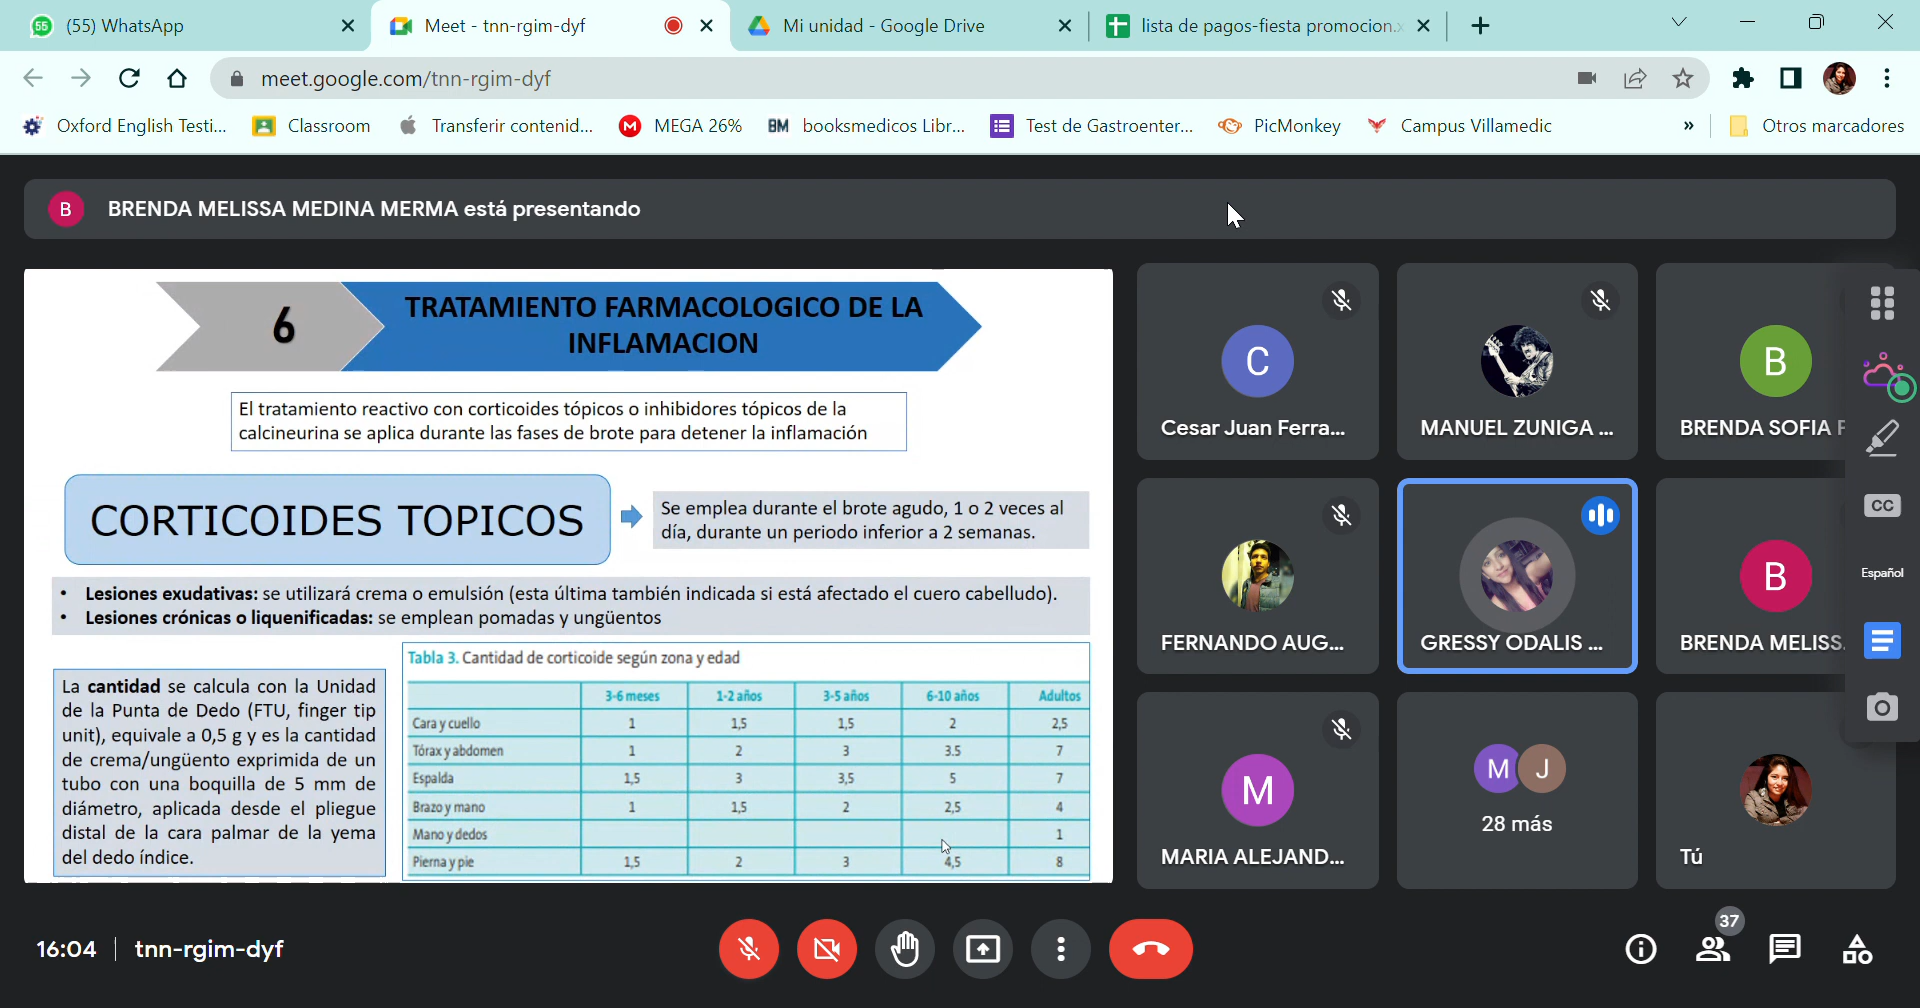 55
(55) WhatsApp
Meet - tnn-rgim-dyf
Mi unidad - Google Drive
lista de pagos-fiesta promocion.x
meet.google.com/tnn-rgim-dyf
Oxford English Testi...
Classroom
Transferir contenid...
M
MEGA 26%
BM
booksmedicos Libr...
Test de Gastroenter...
PicMonkey
Campus Villamedic
»
Otros marcadores
B
BRENDA MELISSA MEDINA MERMA está presentando
6
TRATAMIENTO FARMACOLOGICO DE LA
INFLAMACION
El tratamiento reactivo con corticoides tópicos o inhibidores tópicos de la
calcineurina se aplica durante las fases de brote para detener la inflamación
CORTICOIDES TOPICOS
Se emplea durante el brote agudo, 1 o 2 veces al
día, durante un periodo inferior a 2 semanas.
• Lesiones exudativas: se utilizará crema o emulsión (esta última también indicada si está afectado el cuero cabelludo).
• Lesiones crónicas o liquenificadas: se emplean pomadas y ungüentos
La cantidad se calcula con la Unidad
de la Punta de Dedo (FTU, finger tip
unit), equivale a 0,5 g y es la cantidad
de crema/ungüento exprimida de un
tubo con una boquilla de 5 mm de
diámetro, aplicada desde el pliegue
distal de la cara palmar de la yema
del dedo índice.
Tabla 3. Cantidad de corticoide según zona y edad
3-6 meses 1-2 años 3-5 años 6-10 años Adultos
Cara y cuello 1 1,5 1,5 2 2,5
Tórax y abdomen 1 2 3 3.5 7
Espalda 1,5 3 3,5 5 7
Brazo y mano 1 1,5 2 2,5 4
Mano y dedos 1
Pierna y pie 1,5 2 3 4,5 8
C
Cesar Juan Ferra...
MANUEL ZUNIGA ...
B
BRENDA SOFIA F
FERNANDO AUG...
GRESSY ODALIS ...
B
BRENDA MELISS.
M
MARIA ALEJAND...
M J
28 más
Tú
CC
Español
16:04
tnn-rgim-dyf
37